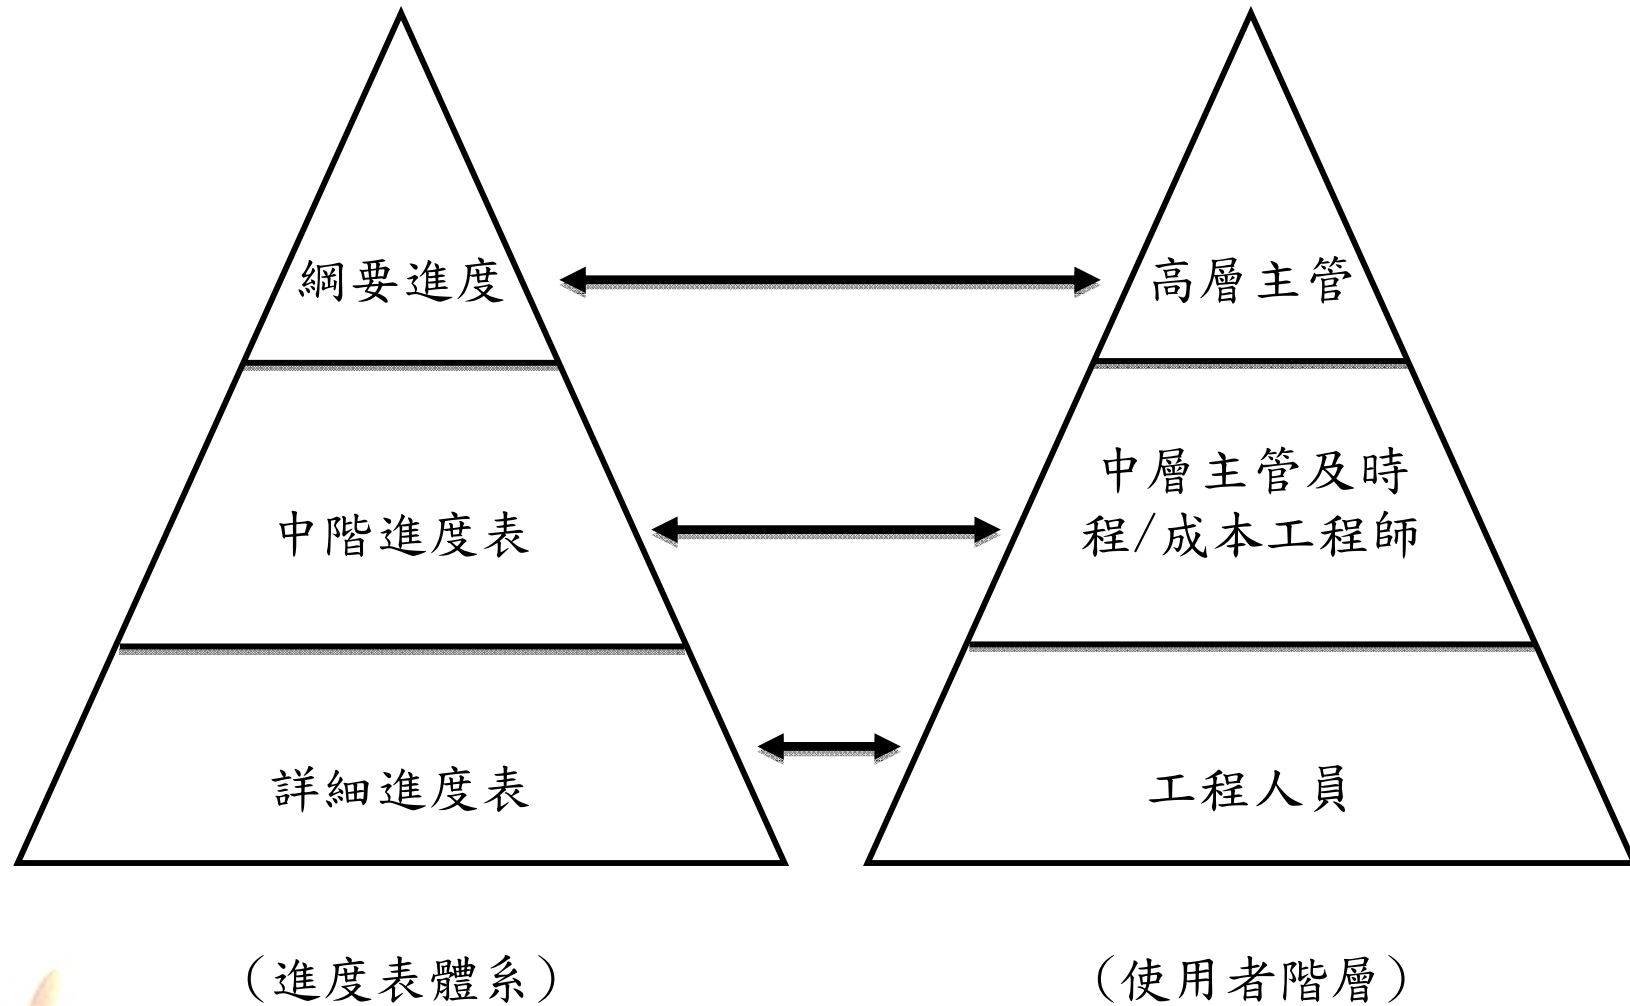 綱要進度
高層主管
中階進度表
中層主管及時
程/成本工程師
詳細進度表
工程人員
(進度表體系)
(使用者階層)